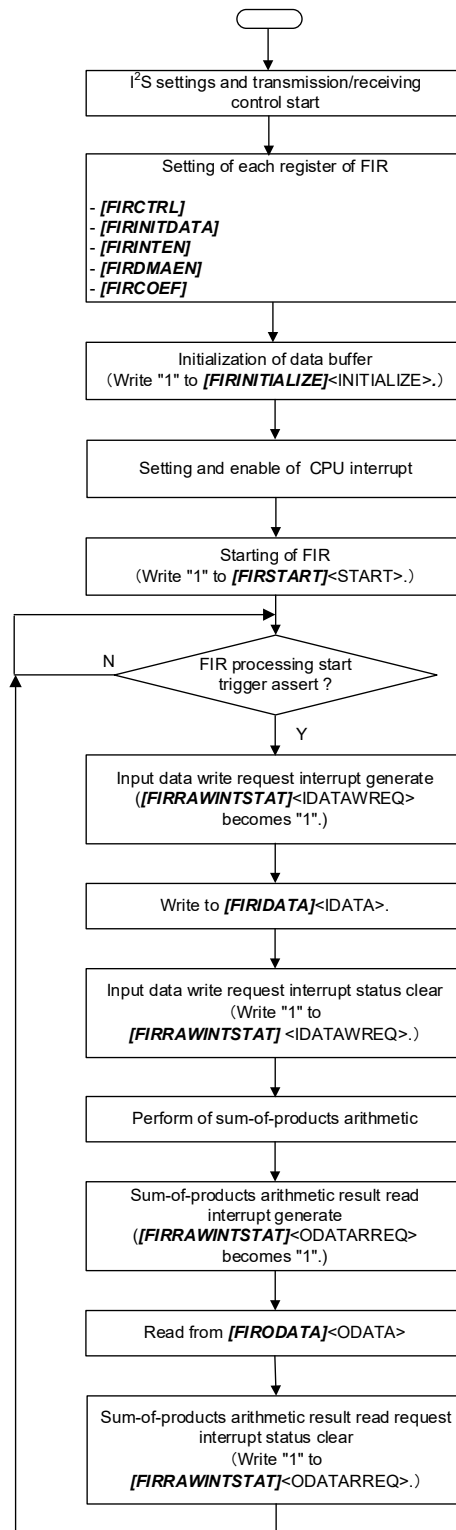 I²S settings and transmission/receiving
control start
Setting of each register of FIR
- [FIRCTRL]
- [FIRINITDATA]
- [FIRINTEN]
- [FIRDMAEN]
- [FIRCOEF]
Initialization of data buffer
（Write "1" to [FIRINITIALIZE]<INITIALIZE>.）
Setting and enable of CPU interrupt
Starting of FIR
（Write "1" to [FIRSTART]<START>.）
N
FIR processing start
trigger assert ?
Y
Input data write request interrupt generate
([FIRRAWINTSTAT]<IDATAWREQ>
becomes "1".)
Write to [FIRIDATA]<IDATA>.
Input data write request interrupt status clear
（Write "1" to
[FIRRAWINTSTAT] <IDATAWREQ>.）
Perform of sum-of-products arithmetic
Sum-of-products arithmetic result read
interrupt generate
([FIRRAWINTSTAT]<ODATARREQ>
becomes "1".)
Read from [FIRODATA]<ODATA>
Sum-of-products arithmetic result read request
interrupt status clear
（Write "1" to
[FIRRAWINTSTAT]<ODATARREQ>.）